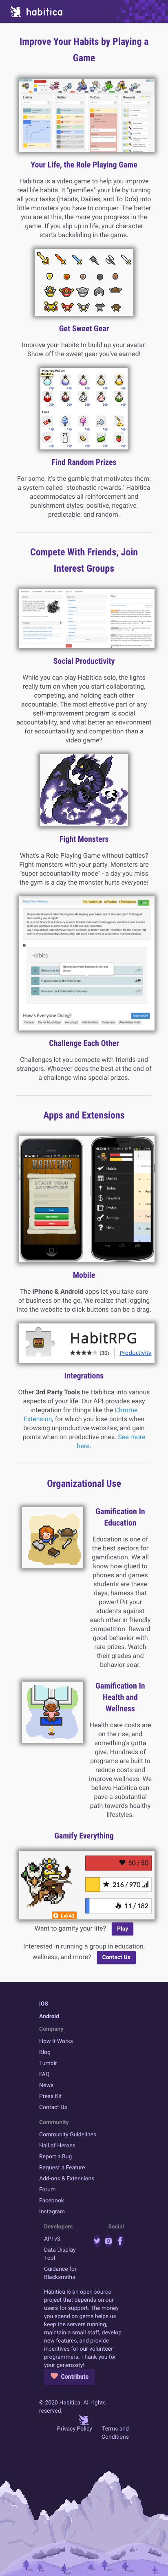 habitica
Improve Your Habits by Playing a
Game
Your Life, the Role Playing Game
Habitica is a video game to help you improve
real life habits. It "gamifies" your life by turning
all your tasks (Habits, Dailies, and To Do's) into
little monsters you have to conquer. The better
you are at this, the more you progress in the
game. If you slip up in life, your character
starts backsliding in the game.
Get Sweet Gear
Improve your habits to build up your avatar.
Show off the sweet gear you've earned!
Find Random Prizes
For some, it's the gamble that motivates them:
a system called "stochastic rewards." Habitica
accommodates all reinforcement and
punishment styles: positive, negative,
predictable, and random.
Compete With Friends, Join
Interest Groups
Social Productivity
While you can play Habitica solo, the lights
really turn on when you start collaborating,
competing, and holding each other
accountable. The most effective part of any
self-improvement program is social
accountability, and what better an environment
for accountability and competition than a
video game?
Fight Monsters
What's a Role Playing Game without battles?
Fight monsters with your party. Monsters are
"super accountability mode" - a day you miss
the gym is a day the monster hurts everyone!
Habits
How's Everyone Doing?
Challenge Each Other
Challenges let you compete with friends and
strangers. Whoever does the best at the end of
a challenge wins special prizes.
Apps and Extensions
HABITRPG
START YOUR
ADVENTURE
Habits
Dailies
Todos
Rewards
Profile
Settings
Help
Mobile
The iPhone & Android apps let you take care
of business on the go. We realize that logging
into the website to click buttons can be a drag.
HabitRPG
(36)
Productivity
Integrations
Other 3rd Party Tools tie Habitica into various
aspects of your life. Our API provides easy
integration for things like the Chrome
Extension, for which you lose points when
browsing unproductive websites, and gain
points when on productive ones. See more
here.
Organizational Use
Gamification In
Education
Education is one of
the best sectors for
gamification. We all
know how glued to
phones and games
students are these
days; harness that
power! Pit your
students against
each other in friendly
competition. Reward
good behavior with
rare prizes. Watch
their grades and
behavior soar.
Gamification In
Health and
Wellness
Health care costs are
on the rise, and
something's gotta
give. Hundreds of
programs are built to
reduce costs and
improve wellness. We
believe Habitica can
pave a substantial
path towards healthy
lifestyles.
Gamify Everything
50 / 50
216 / 970
11 / 182
Lvl 41
Want to gamify your life? Play
Interested in running a group in education,
wellness, and more? Contact Us
iOS
Android
Company
How It Works
Blog
Tumblr
FAQ
News
Press Kit
Contact Us
Community
Community Guidelines
Hall of Heroes
Report a Bug
Request a Feature
Add-ons & Extensions
Forum
Facebook
Instagram
Developers
Social
API v3
Data Display
Tool
Guidance for
Blacksmiths
Habitica is an open source
project that depends on our
users for support. The money
you spend on gems helps us
keep the servers running,
maintain a small staff, develop
new features, and provide
incentives for our volunteer
programmers. Thank you for
your generosity!
Contribute
© 2020 Habitica. All rights
reserved.
Privacy Policy
Terms and
Conditions